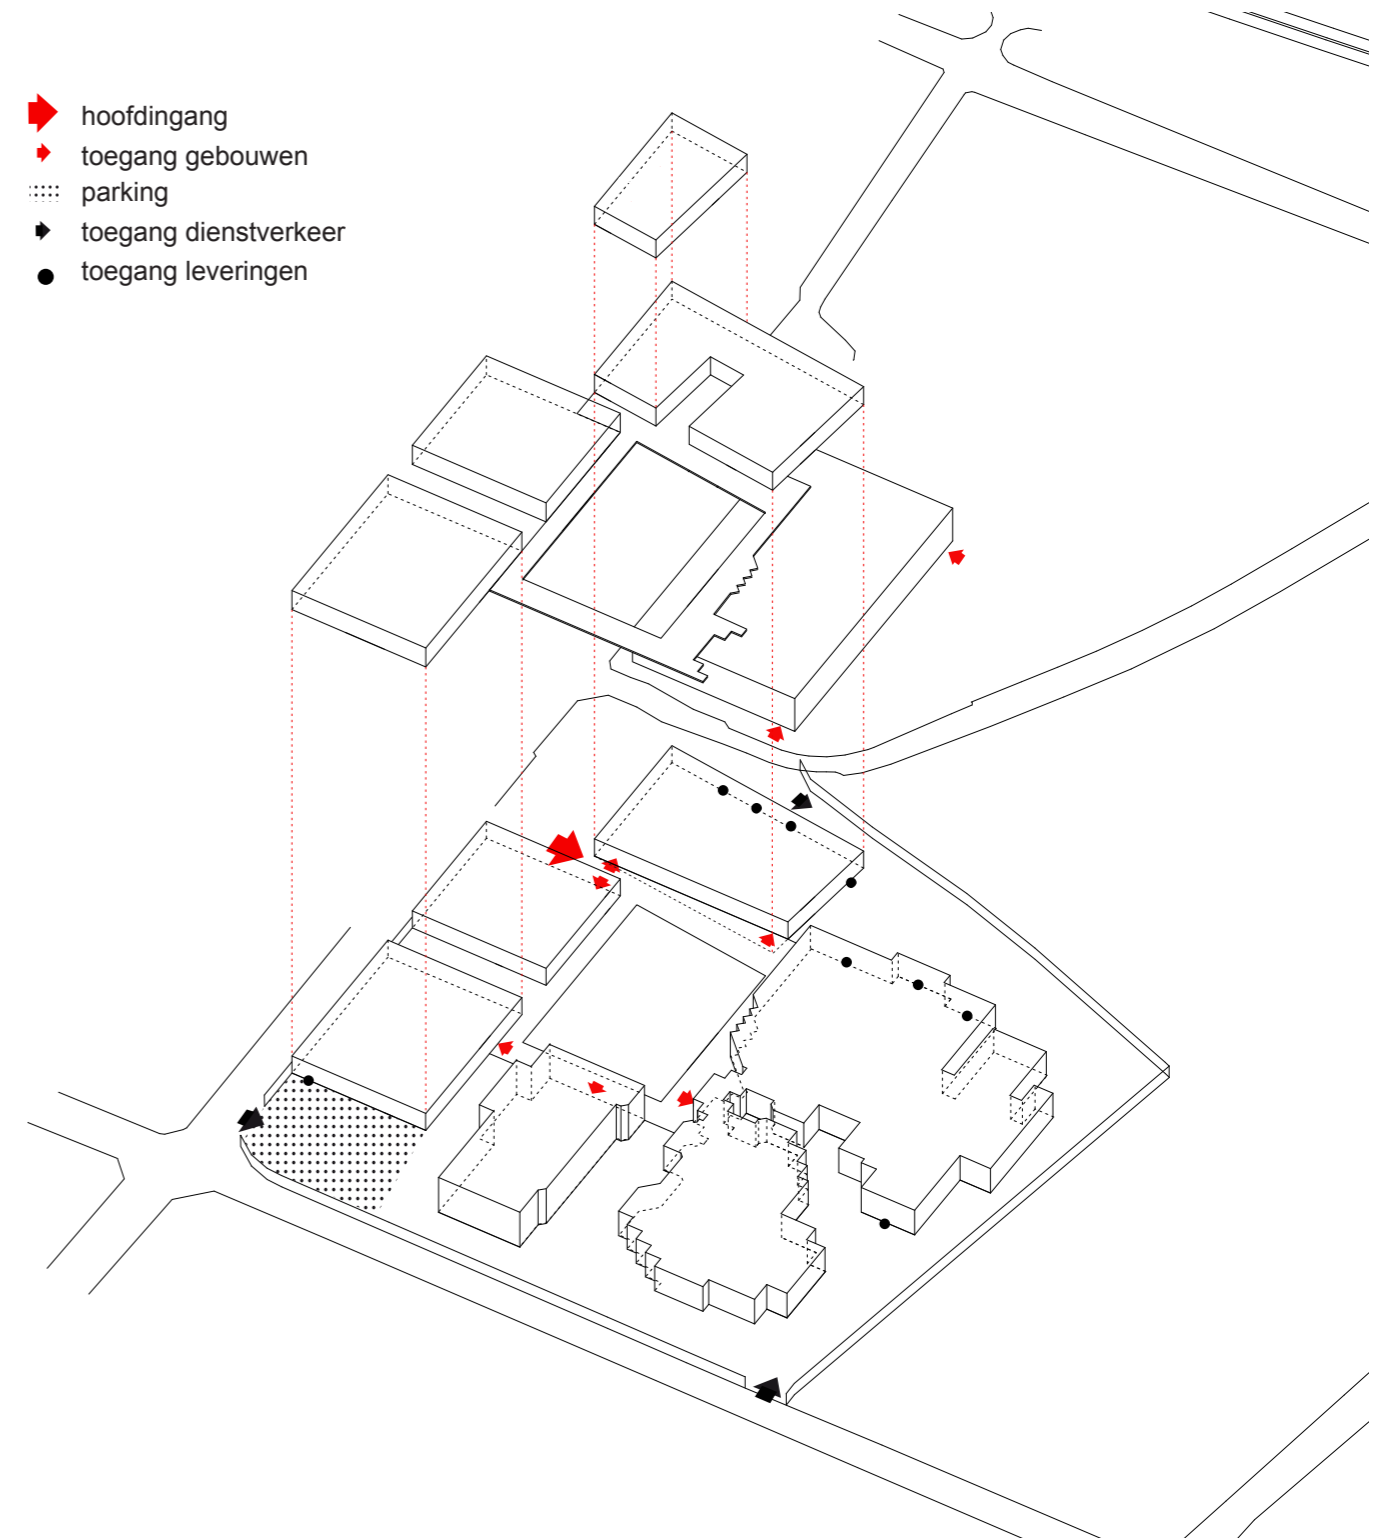 hoofdingang
toegang gebouwen
parking
toegang dienstverkeer
toegang leveringen